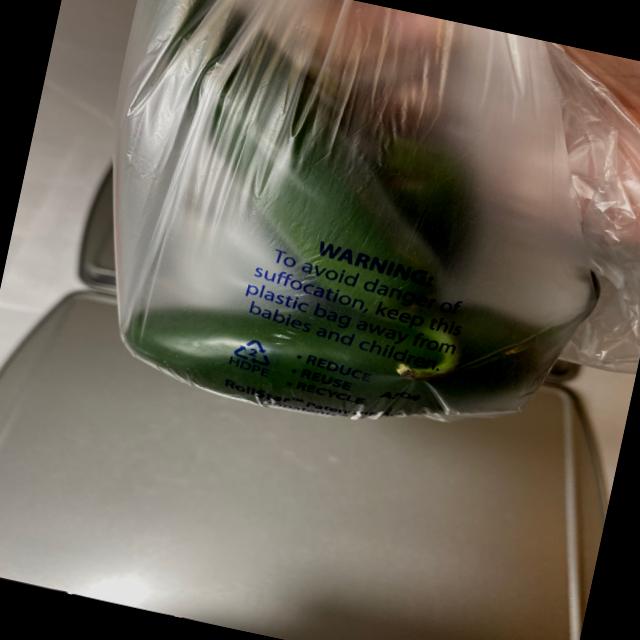 WARNING:
To avoid danger of
suffocation, keep this
plastic bag away from
babies and children.
HDPE
• REDUCE
• REUSE
• RECYCLE